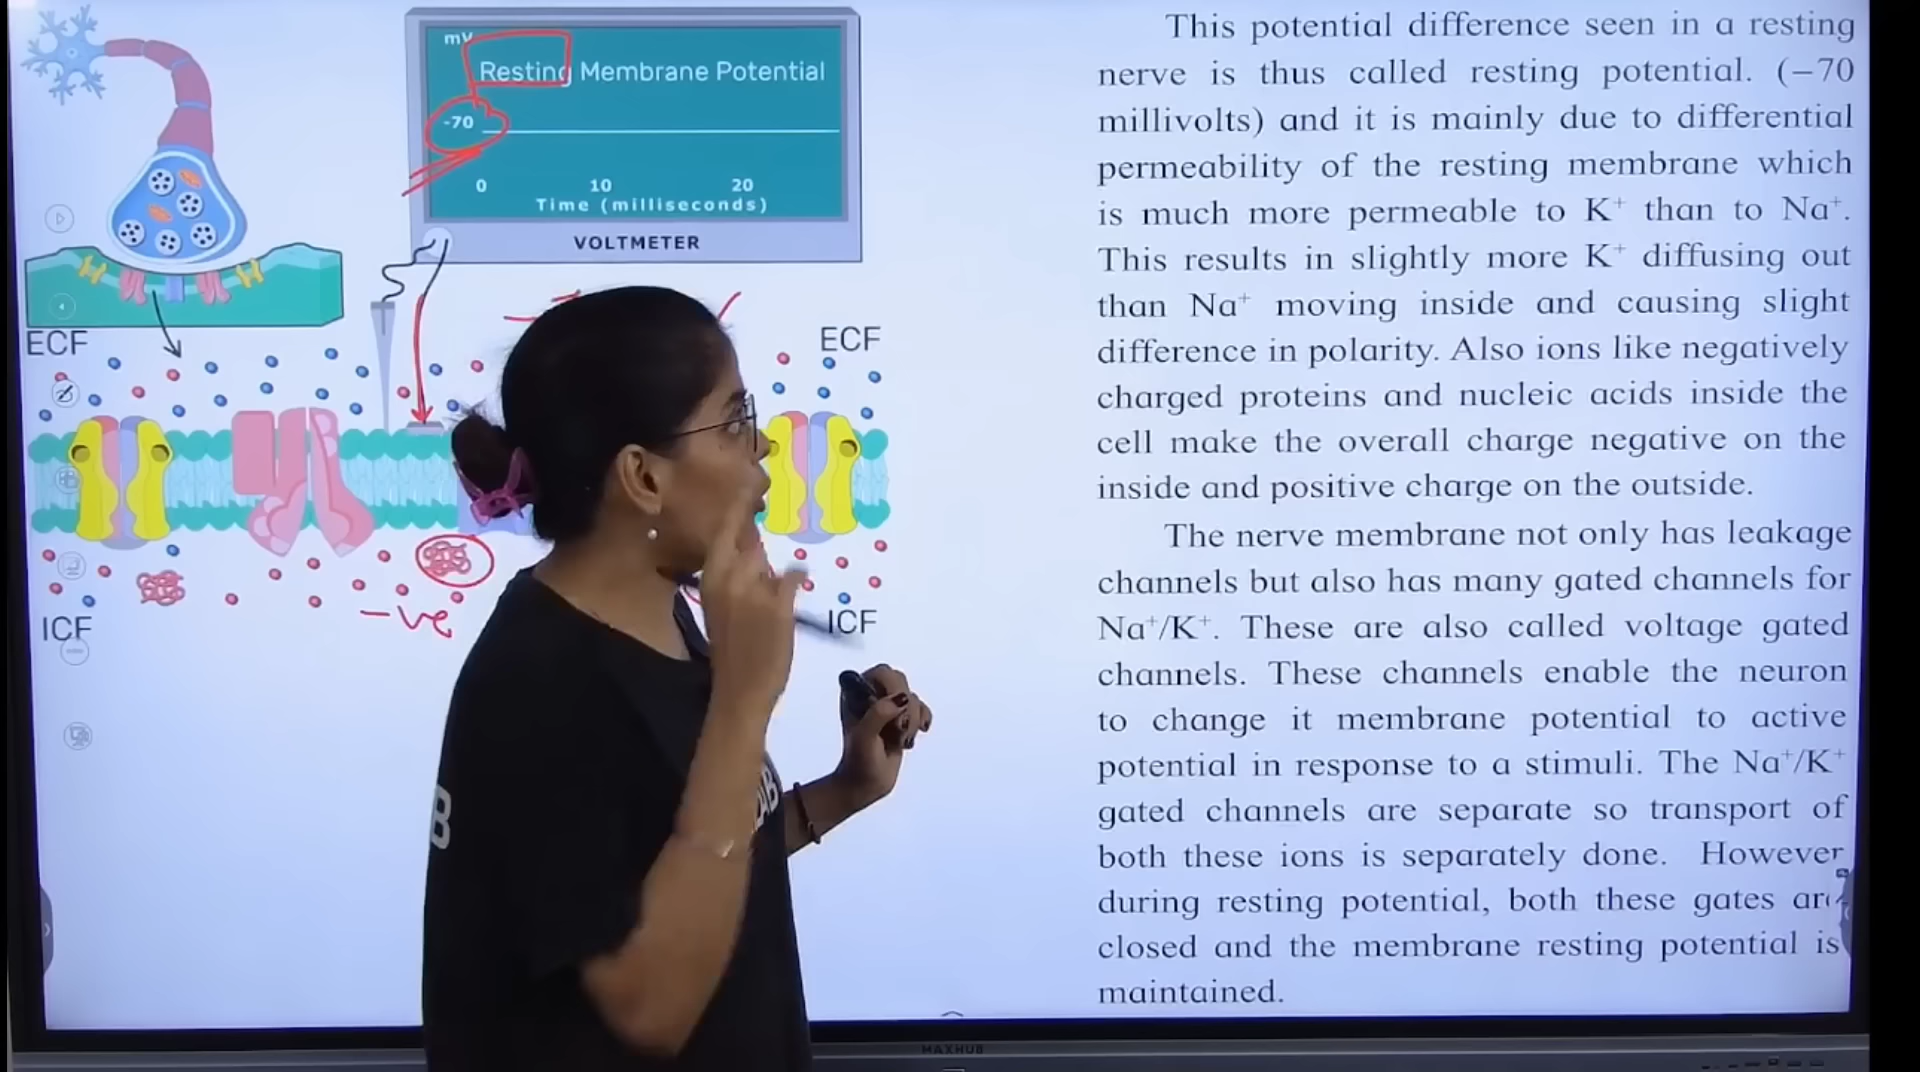 mV
Resting Membrane Potential
-70
0 10 20
Time (milliseconds)
VOLTMETER
ECF
ECF
-ve
ICF
ICF
B
AB
This potential difference seen in a resting
nerve is thus called resting potential. (−70
millivolts) and it is mainly due to differential
permeability of the resting membrane which
is much more permeable to K⁺ than to Na⁺.
This results in slightly more K⁺ diffusing out
than Na⁺ moving inside and causing slight
difference in polarity. Also ions like negatively
charged proteins and nucleic acids inside the
cell make the overall charge negative on the
inside and positive charge on the outside.
The nerve membrane not only has leakage
channels but also has many gated channels for
Na⁺/K⁺. These are also called voltage gated
channels. These channels enable the neuron
to change it membrane potential to active
potential in response to a stimuli. The Na⁺/K⁺
gated channels are separate so transport of
both these ions is separately done. However
during resting potential, both these gates are
closed and the membrane resting potential is
maintained.
MAXHUB